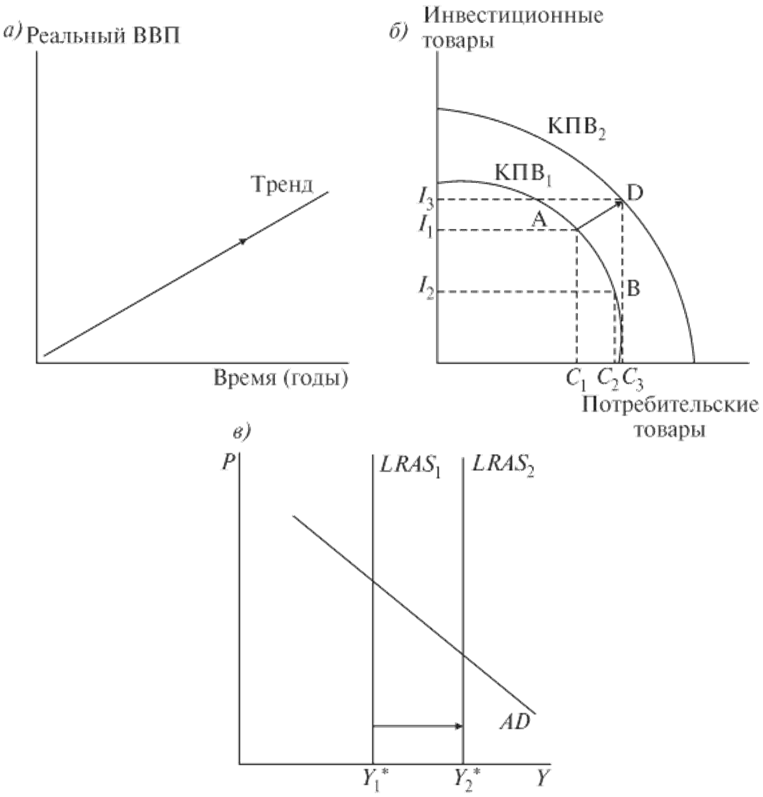 а) Реальный ВВП
Тренд
Время (годы)
б) Инвестиционные
товары
КПВ2
КПВ1
I3
D
A
I1
I2
B
C1 C2 C3
Потребительские
товары
в)
P
LRAS1
LRAS2
AD
Y1* Y2* Y